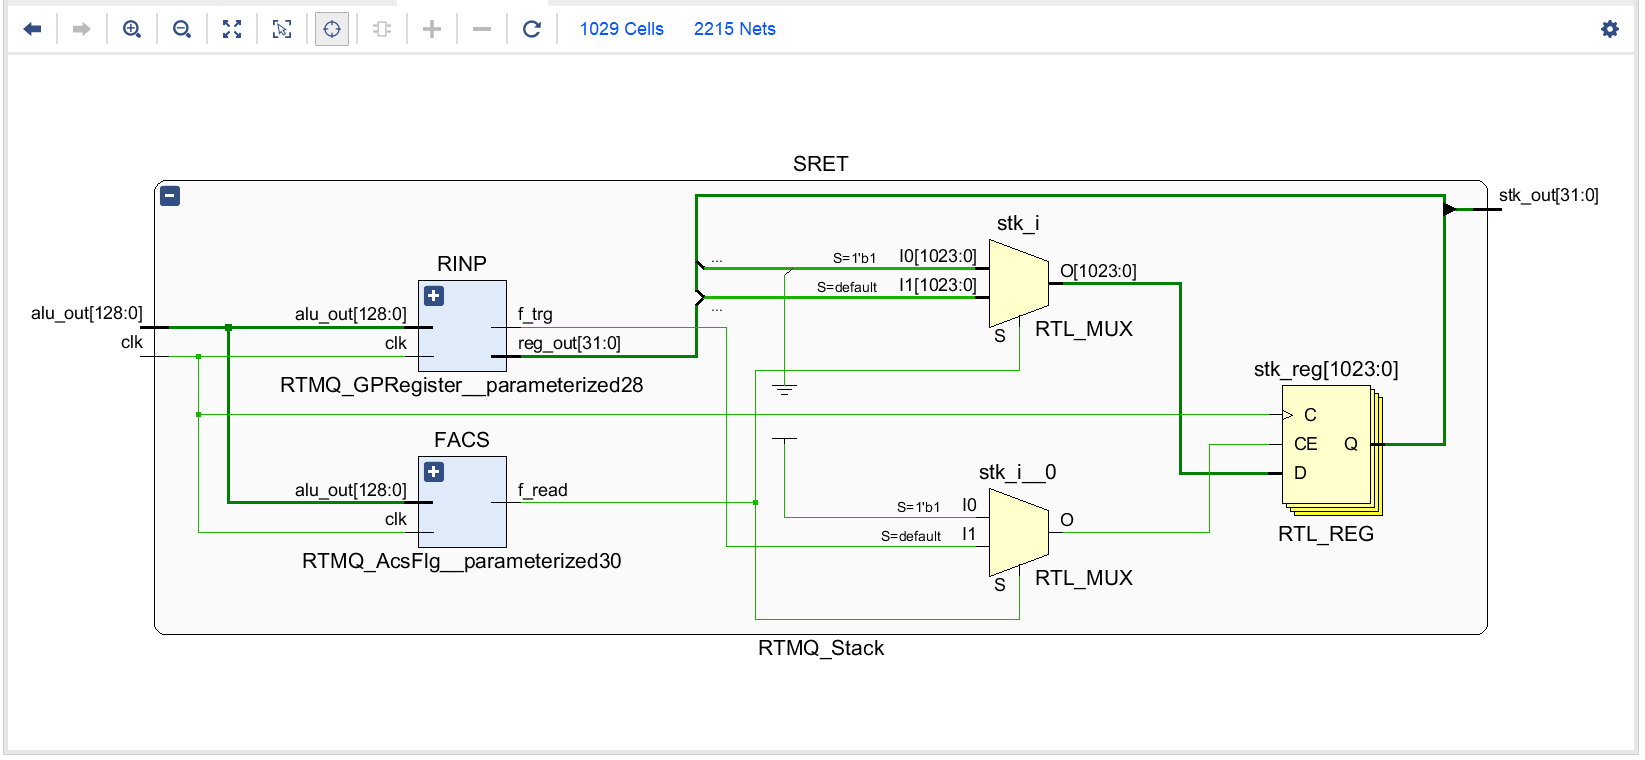 1029 Cells 2215 Nets
SRET
stk_out[31:0]
stk_i
RINP
...
S=1'b1 I0[1023:0]
O[1023:0]
S=default I1[1023:0]
...
S
RTL_MUX
alu_out[128:0]
clk
alu_out[128:0]
f_trg
clk
reg_out[31:0]
RTMQ_GPRegister__parameterized28
stk_reg[1023:0]
C
CE
Q
D
RTL_REG
FACS
alu_out[128:0]
f_read
clk
RTMQ_AcsFlg__parameterized30
stk_i__0
S=1'b1 I0
O
S=default I1
S
RTL_MUX
RTMQ_Stack